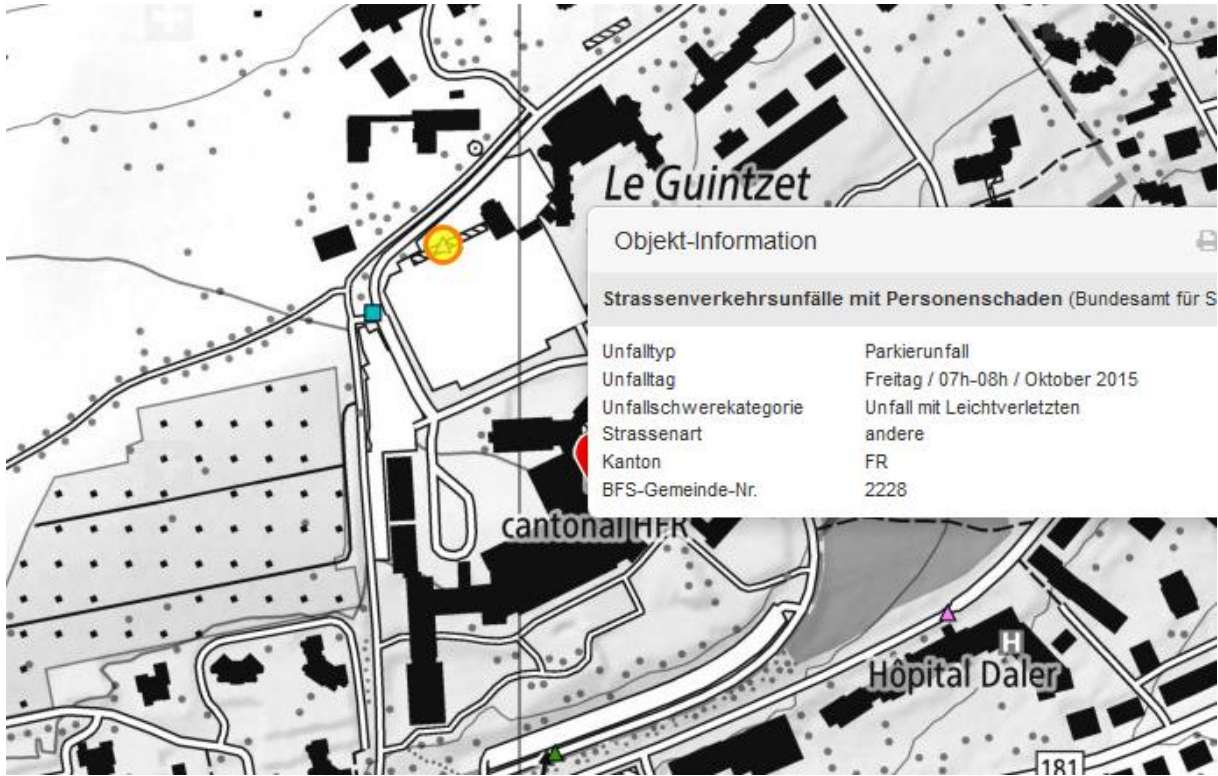 Le Guintzet
Objekt-Information
Strassenverkehrsunfälle mit Personenschaden (Bundesamt für S
Unfalltyp Parkierunfall
Unfalltag Freitag / 07h-08h / Oktober 2015
Unfallschwerekategorie Unfall mit Leichtverletzten
Strassenart andere
Kanton FR
BFS-Gemeinde-Nr. 2228
cantonal HFR
H
Hôpital Daler
181